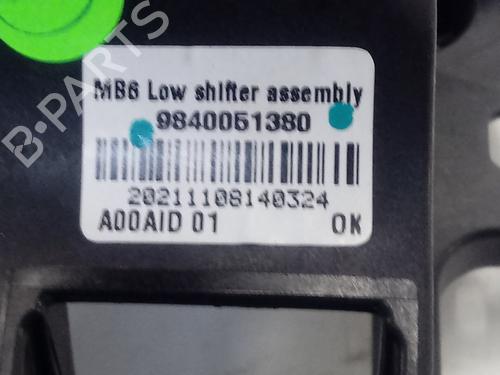 B-PARTS
MB6 Low shifter assembly
9840051380
20211108140324
A00AID 01 OK